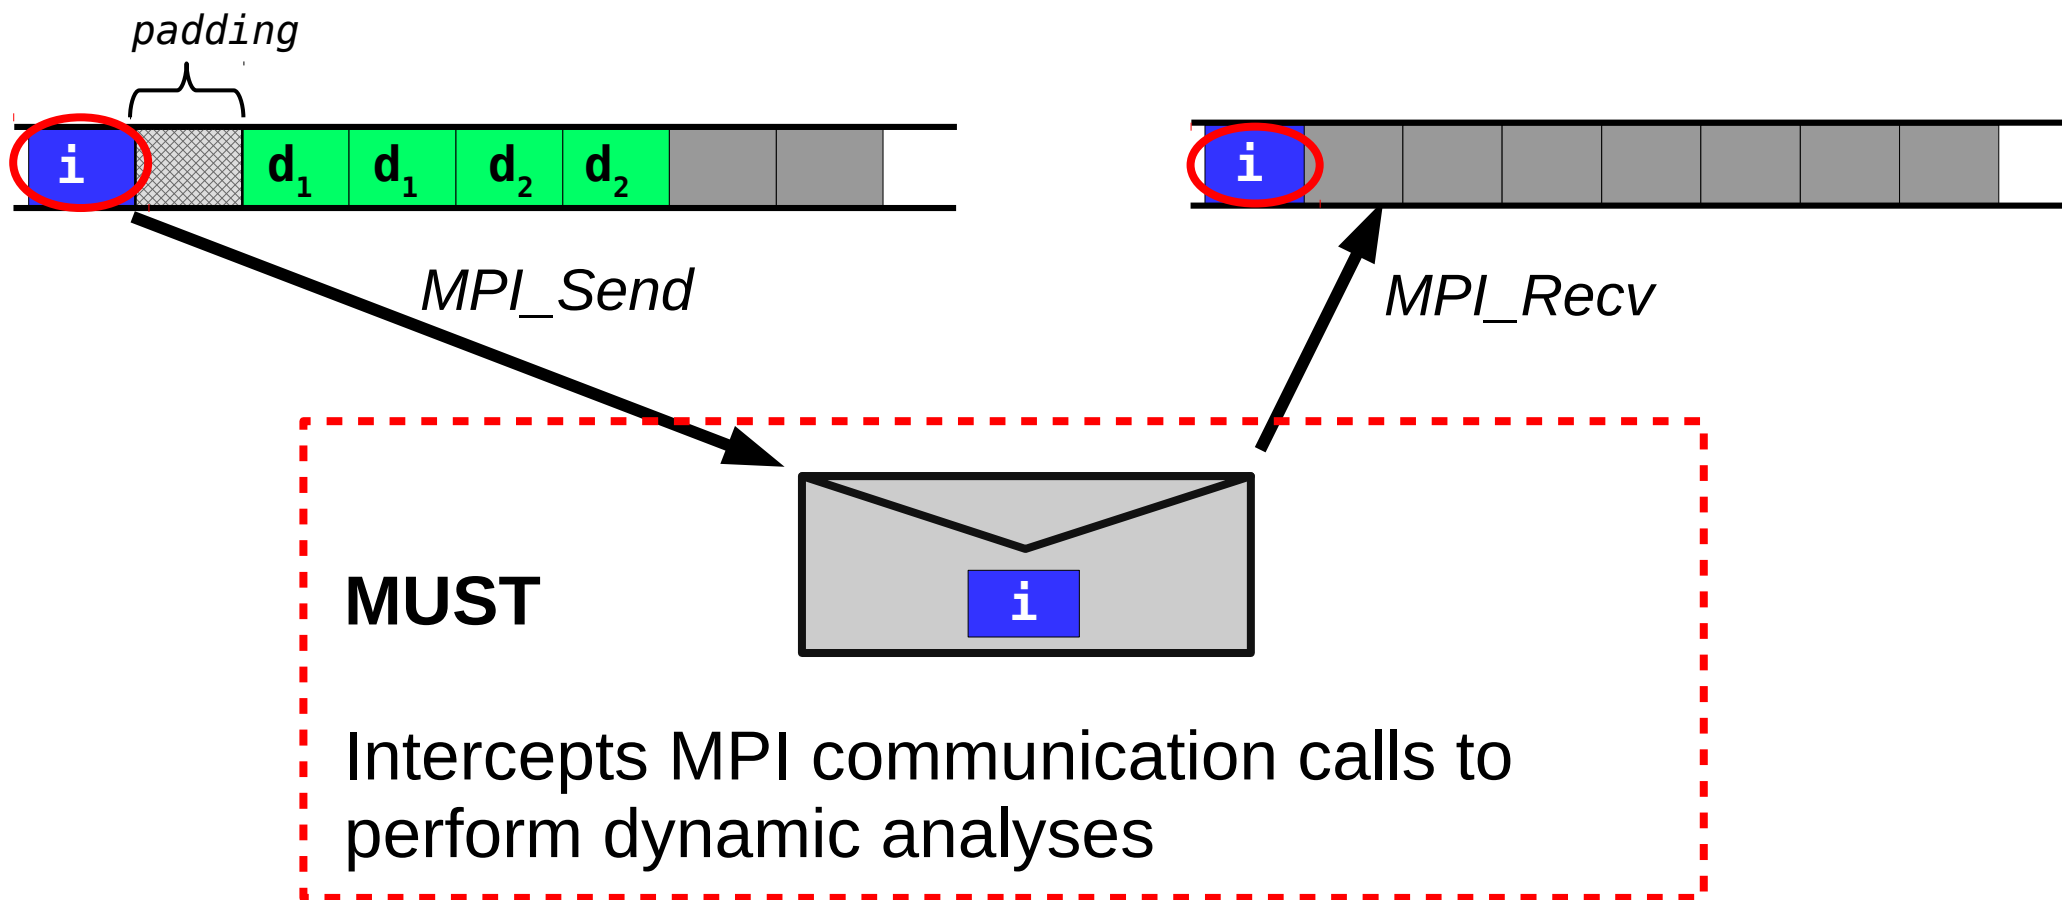 padding
i d₁ d₁ d₂ d₂
i
MPI_Send
MPI_Recv
i
MUST
Intercepts MPI communication calls to
perform dynamic analyses